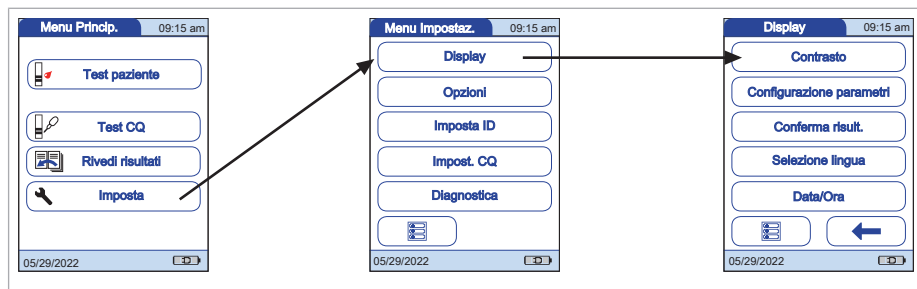 Menu Princip. 09:15 am
Test paziente
Test CQ
Rivedi risultati
Imposta
05/29/2022
Menu Impostaz. 09:15 am
Display
Opzioni
Imposta ID
Impost. CQ
Diagnostica
05/29/2022
Display 09:15 am
Contrasto
Configurazione parametri
Conferma risult.
Selezione lingua
Data/Ora
05/29/2022